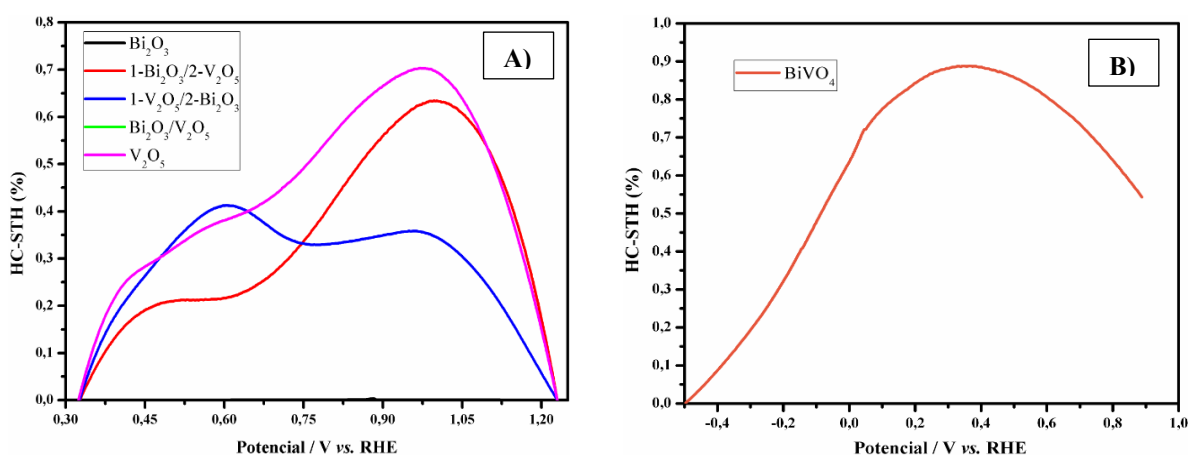 A)
Bi₂O₃
1-Bi₂O₃/2-V₂O₅
1-V₂O₅/2-Bi₂O₃
Bi₂O₃/V₂O₅
V₂O₅
HC-STH (%)
0,8
0,7
0,6
0,5
0,4
0,3
0,2
0,1
0,0
0,30 0,45 0,60 0,75 0,90 1,05 1,20
Potencial / V vs. RHE
B)
BiVO₄
HC-STH (%)
1,0
0,9
0,8
0,7
0,6
0,5
0,4
0,3
0,2
0,1
0,0
-0,4 -0,2 0,0 0,2 0,4 0,6 0,8 1,0
Potencial / V vs. RHE